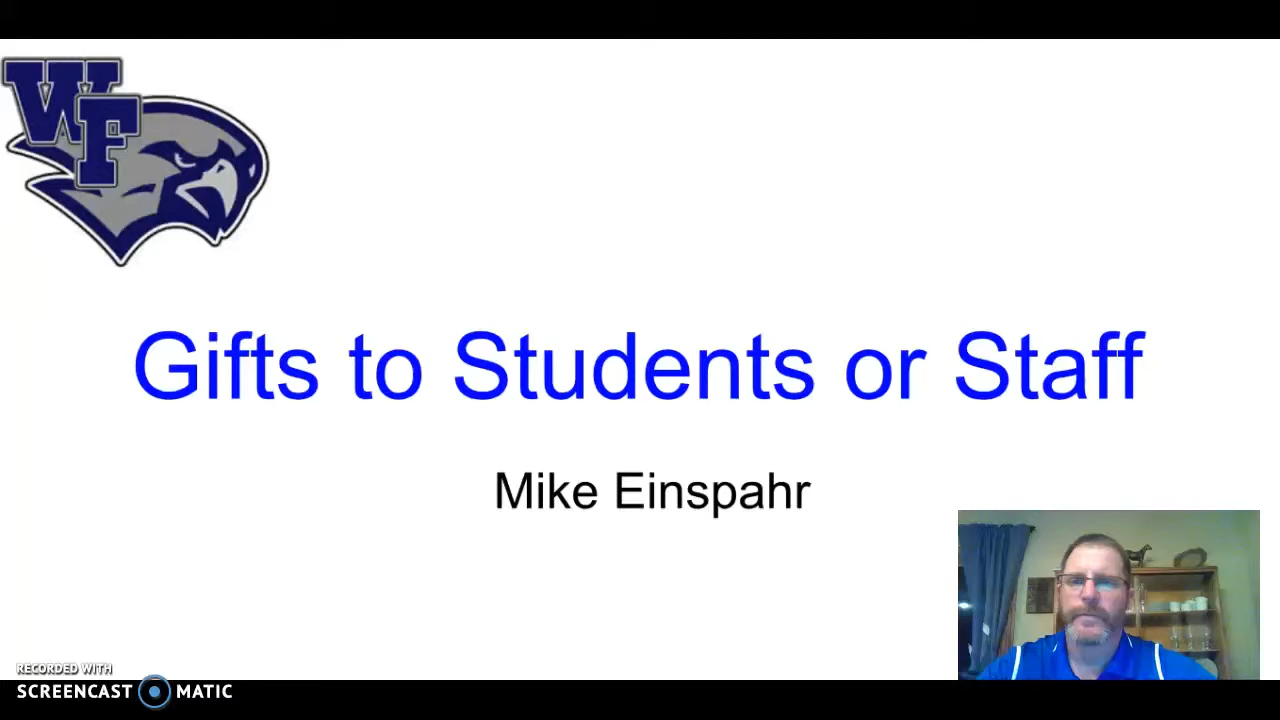 WF
Gifts to Students or Staff
Mike Einspahr
RECORDED WITH
SCREENCAST MATIC